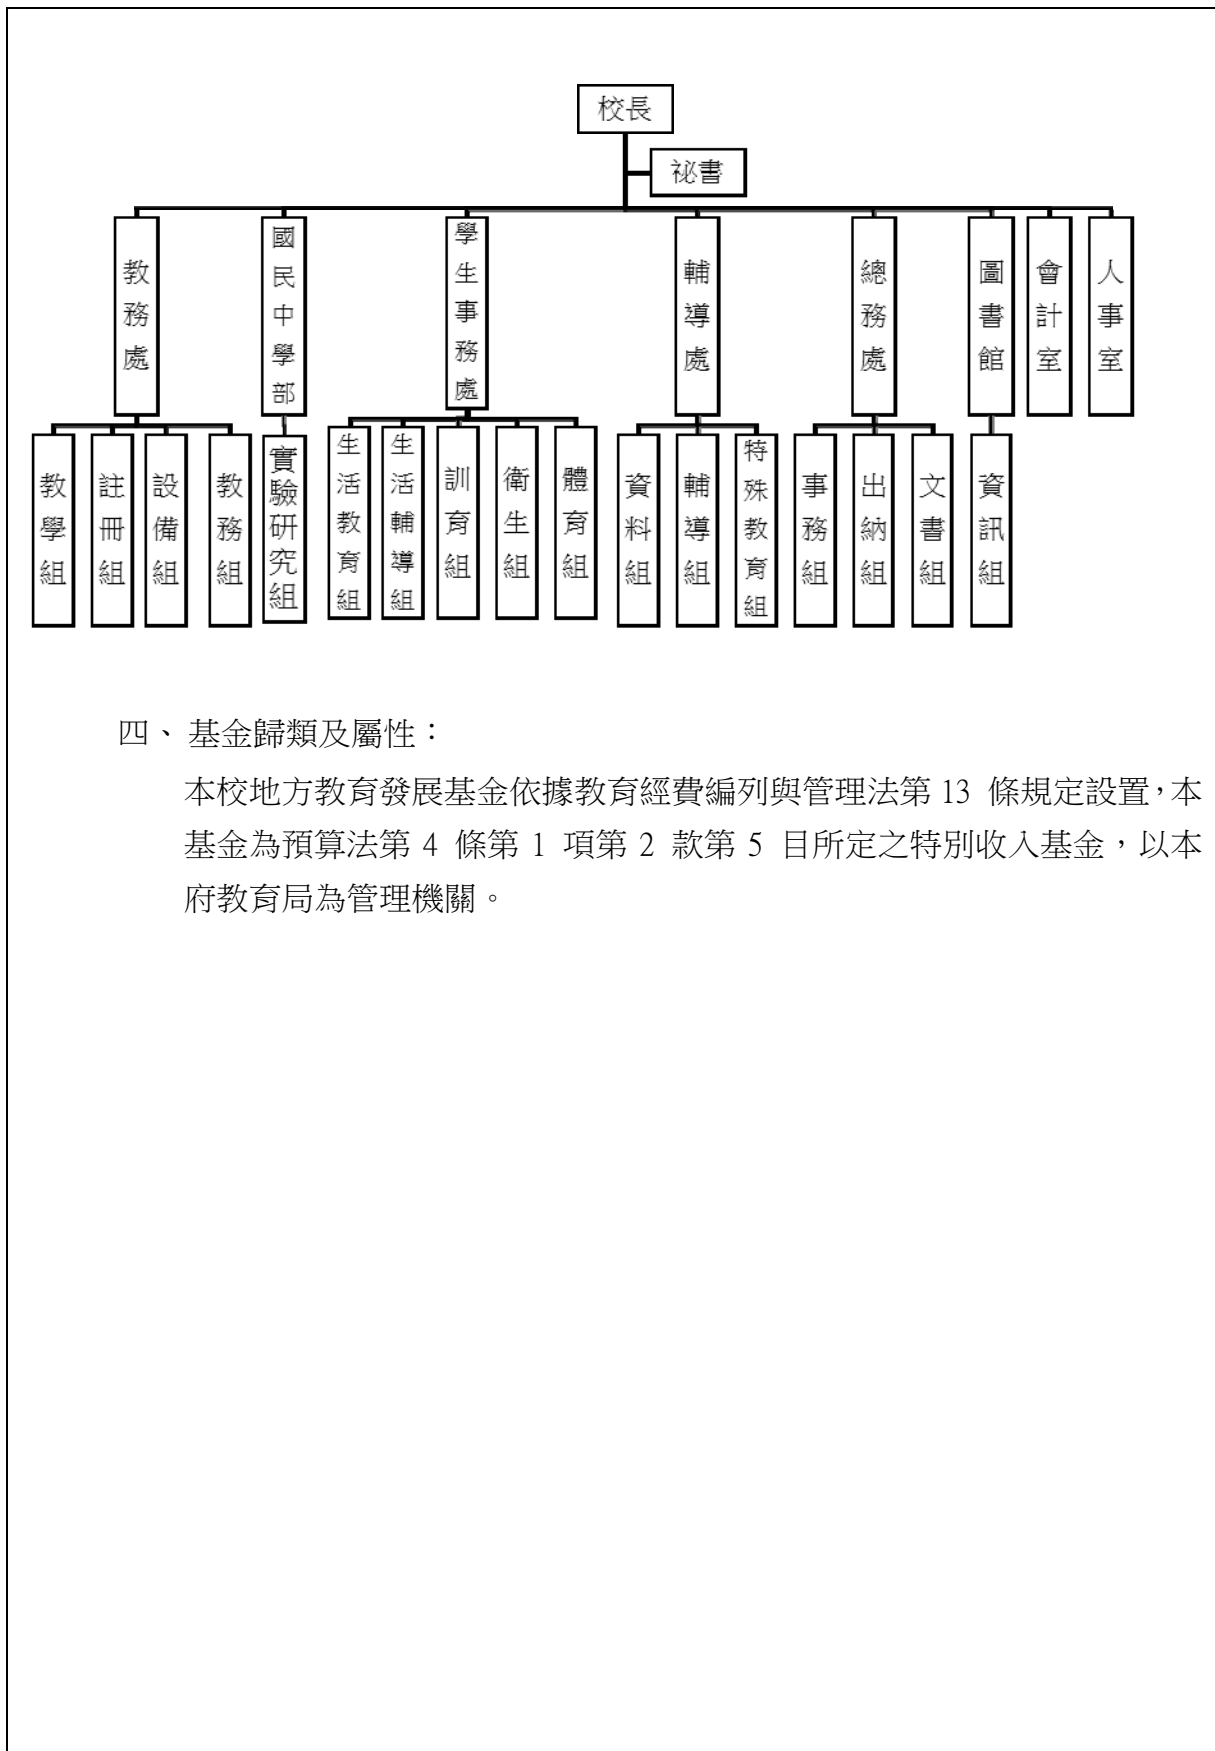 校長
祕書
教務處
國民中學部
學生事務處
輔導處
總務處
圖書館
會計室
人事室
教學組
註冊組
設備組
教務組
實驗研究組
生活教育組
生活輔導組
訓育組
衛生組
體育組
資料組
輔導組
特殊教育組
事務組
出納組
文書組
資訊組
四、 基金歸類及屬性：
本校地方教育發展基金依據教育經費編列與管理法第 13 條規定設置，本
基金為預算法第 4 條第 1 項第 2 款第 5 目所定之特別收入基金，以本
府教育局為管理機關。